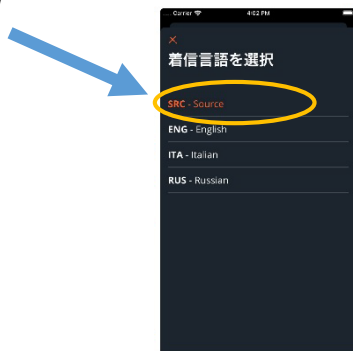 Carrier 4:02 PM
×
着信言語を選択
SRC - Source
ENG - English
ITA - Italian
RUS - Russian